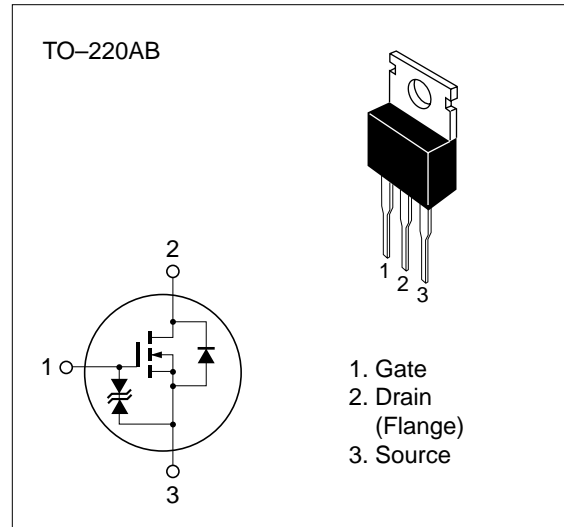 TO–220AB
1
2
3
2
1
3
1. Gate
2. Drain
(Flange)
3. Source